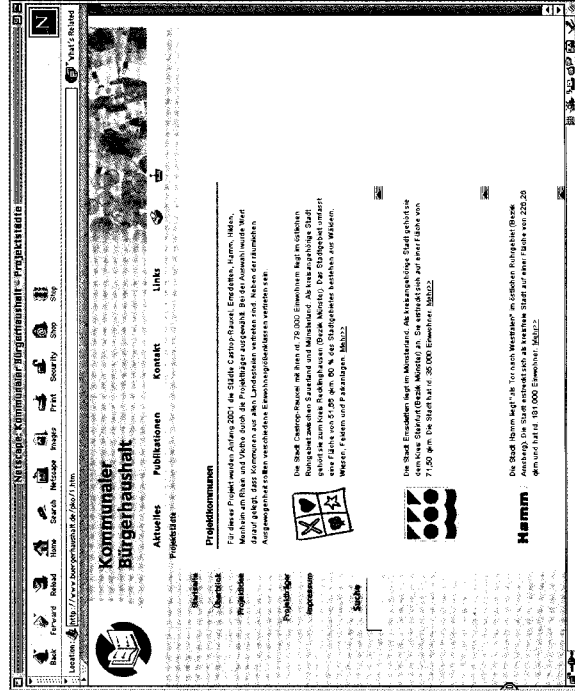 Netscape: Kommunaler Bürgerhaushalt - Projektstädte
Back Forward Reload Home Search Netscape Images Print Security Shop Stop
N
Location: http://www.buergerhaushalt.de/pko/1.htm
What's Related
Kommunaler
Bürgerhaushalt
Aktuelles Publikationen Kontakt Links
Projektstädte
Startseite
Überblick
Projektidee
Projektträger
Impressum
Suche
Projektkommunen
Für dieses Projekt wurden Anfang 2001 die Städte Castrop-Rauxel, Emsdetten, Hamm, Hilden,
Monheim am Rhein und Vlotho durch die Projektträger ausgewählt. Bei der Auswahl wurde Wert
darauf gelegt, dass Kommunen aus allen Landesteilen vertreten sind. Neben der räumlichen
Ausgewogenheit sollten verschiedene Einwohnergrößenklassen vertreten sein.
Die Stadt Castrop-Rauxel mit ihren rd. 79.000 Einwohnern liegt im östlichen
Ruhrgebiet zwischen Sauerland und Münsterland. Als kreisangehörige Stadt
gehört sie zum Kreis Recklinghausen (Bezirk Münster). Das Stadtgebiet umfasst
eine Fläche von 51,66 qkm. 60 % des Stadtgebietes bestehen aus Wäldern,
Wiesen, Feldern und Parkanlagen. Mehr>>
Die Stadt Emsdetten liegt im Münsterland. Als kreisangehörige Stadt gehört sie
dem Kreis Steinfurt (Bezirk Münster) an. Sie erstreckt sich auf einer Fläche von
71,50 qkm. Die Stadt hat rd. 35.000 Einwohner. Mehr>>
Hamm
Die Stadt Hamm liegt "als Tor nach Westfalen" im östlichen Ruhrgebiet (Bezirk
Arnsberg). Die Stadt erstreckt sich als kreisfreie Stadt auf einer Fläche von 226,26
qkm und hat rd. 181.000 Einwohner. Mehr>>